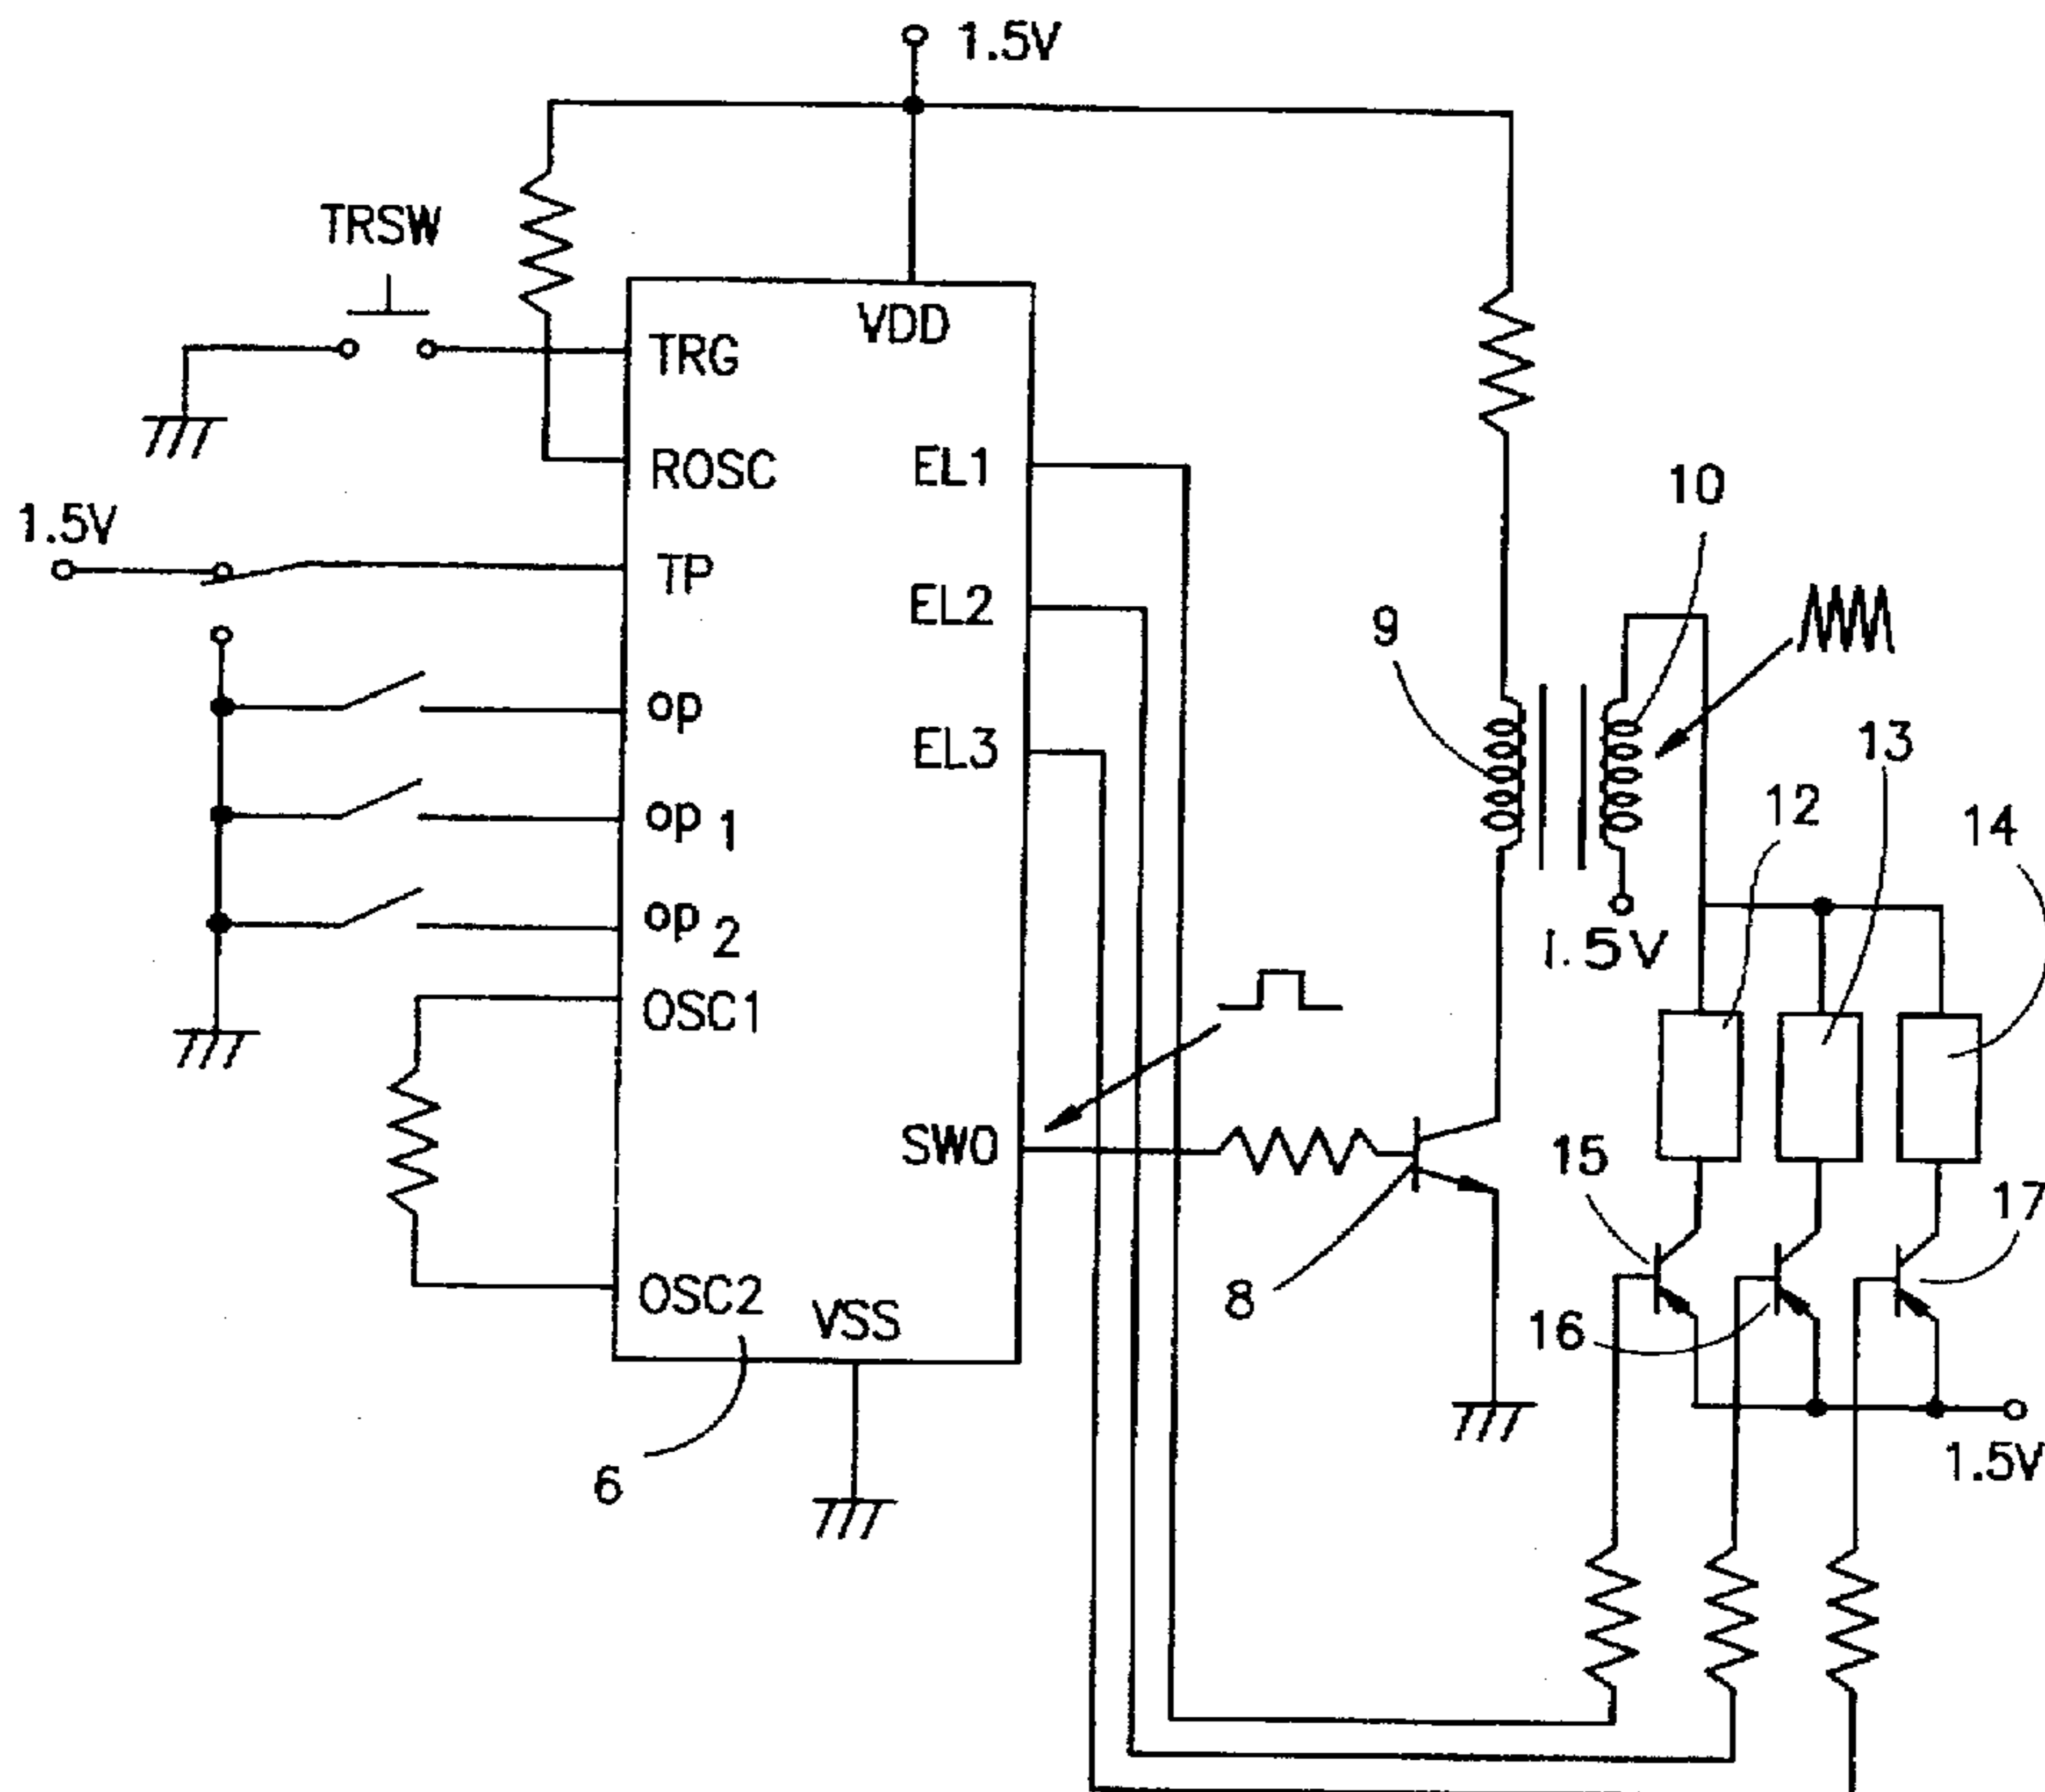 1.5V
TRSW
VDD
TRG
ROSC
EL1
10
1.5V
TP
EL2
9
op
EL3
13
12
14
op 1
op 2
1.5V
OSC1
SWO
15
17
OSC2
VSS
8
16
1.5V
6